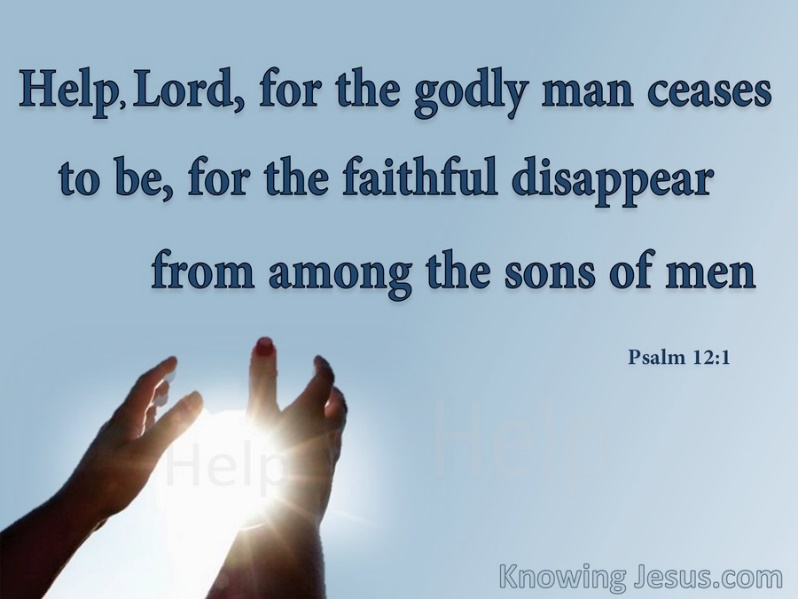 Help, Lord, for the godly man ceases
to be, for the faithful disappear
from among the sons of men
Psalm 12:1
Help
Help
Knowing Jesus.com